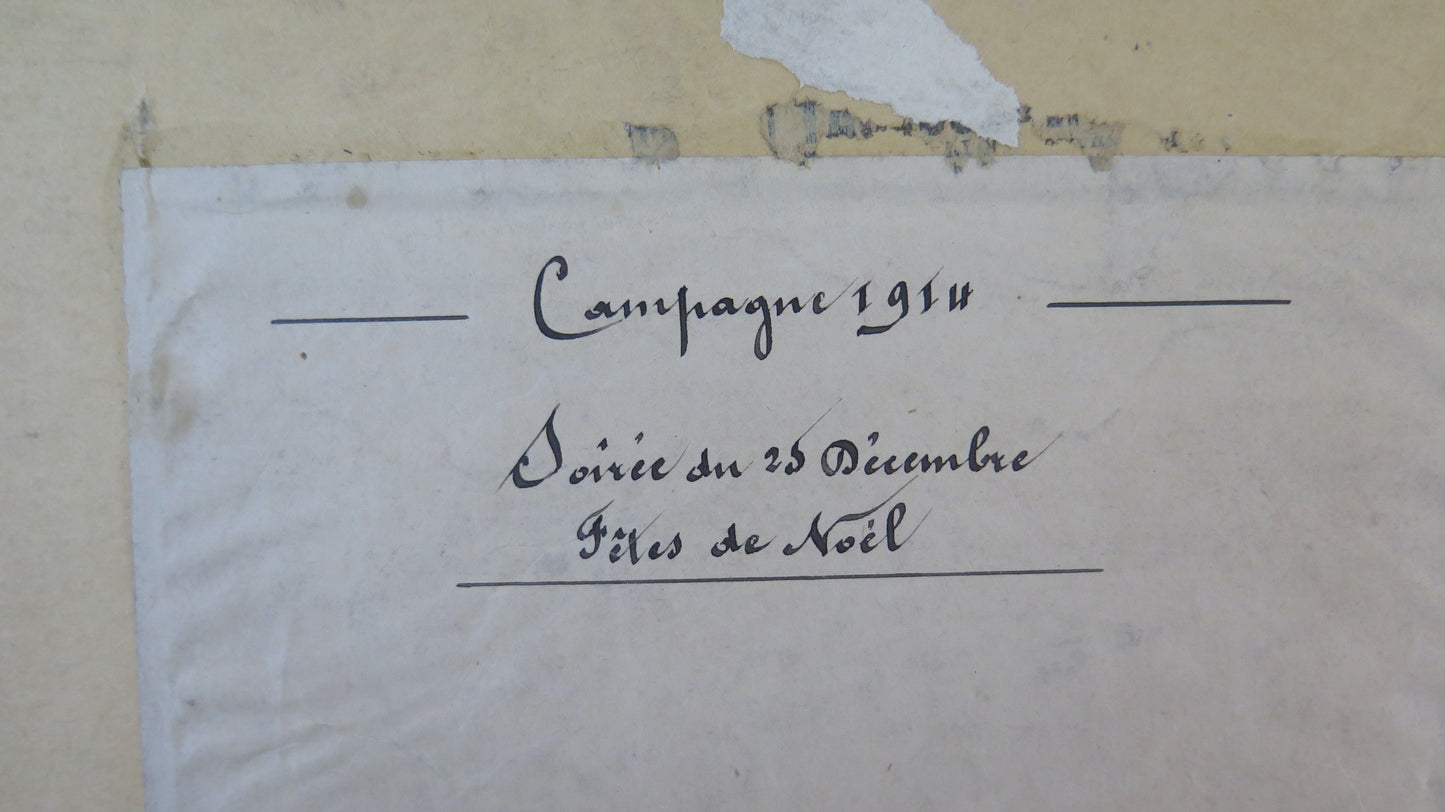 Campagne 1914
Soirée du 25 Décembre
Fêtes de Noël